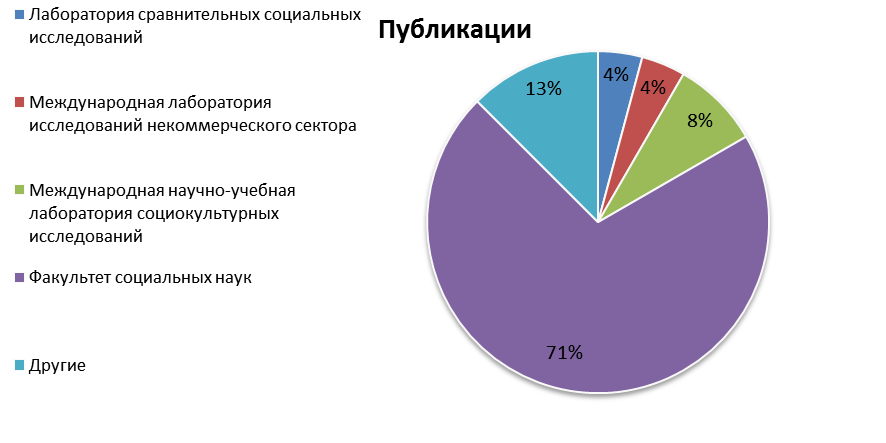 Публикации
Лаборатория сравнительных социальных
исследований
Международная лаборатория
исследований некоммерческого сектора
Международная научно-учебная
лаборатория социокультурных
исследований
Факультет социальных наук
Другие
4%
4%
8%
71%
13%